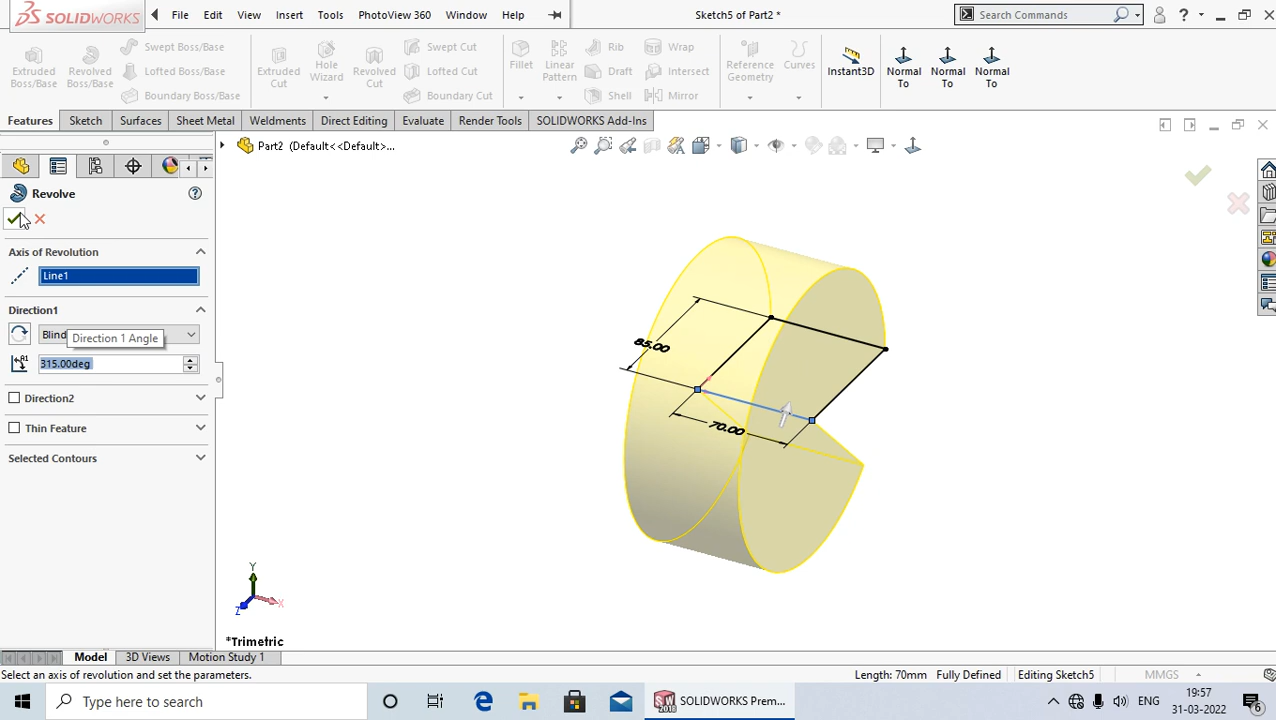 SOLIDWORKS File Edit View Insert Tools PhotoView 360 Window Help Sketch5 of Part2 * Search Commands ?
Extruded Boss/Base
Revolved Boss/Base
Swept Boss/Base
Lofted Boss/Base
Boundary Boss/Base
Extruded Cut
Hole Wizard
Revolved Cut
Swept Cut
Lofted Cut
Boundary Cut
Fillet
Linear Pattern
Rib
Draft
Shell
Wrap
Intersect
Mirror
Reference Geometry
Curves
Instant3D
Normal To
Normal To
Normal To
Features Sketch Surfaces Sheet Metal Weldments Direct Editing Evaluate Render Tools SOLIDWORKS Add-Ins
Part2 (Default<<Default>...
Revolve
Axis of Revolution
Line1
Direction1
Blind
Direction 1 Angle
315.00deg
Direction2
Thin Feature
Selected Contours
85.00
70.00
Y
Z
X
*Trimetric
Model 3D Views Motion Study 1
Select an axis of revolution and set the parameters. Length: 70mm Fully Defined Editing Sketch5 MMGS
Type here to search SOLIDWORKS Prem... ENG 19:57
31-03-2022 6